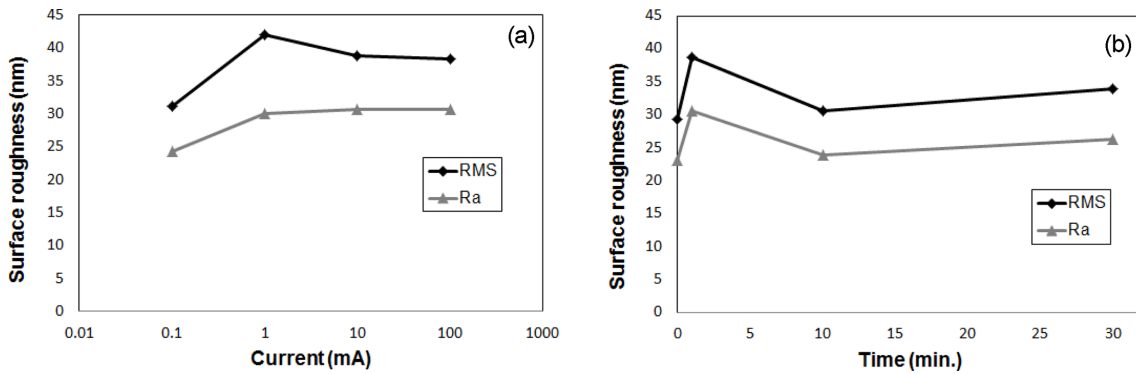 (a)
Surface roughness (nm)
45
40
35
30
25
20
15
10
5
0
0.01 0.1 1 10 100 1000
Current (mA)
RMS
Ra
(b)
Surface roughness (nm)
45
40
35
30
25
20
15
10
5
0
0 5 10 15 20 25 30
Time (min.)
RMS
Ra